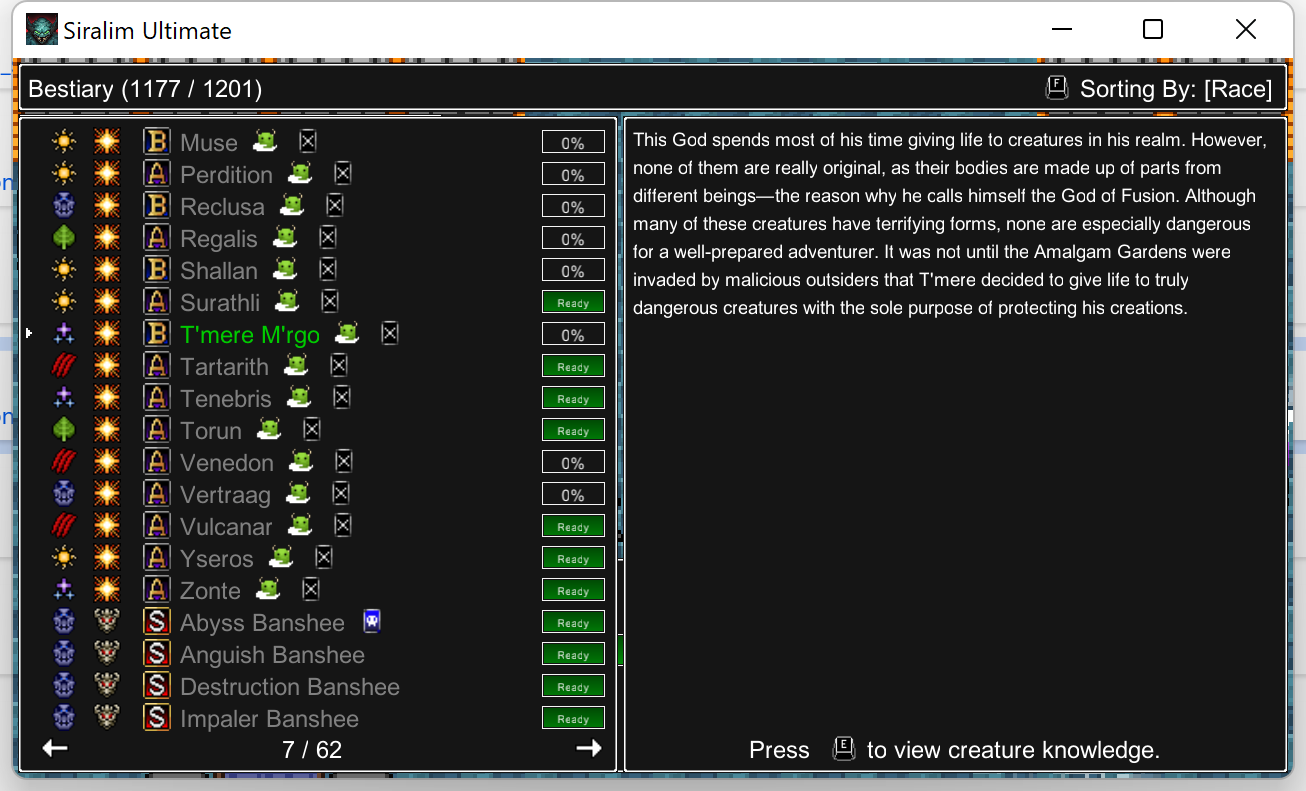 Siralim Ultimate
Bestiary (1177 / 1201)
F Sorting By: [Race]
B Muse 0%
A Perdition 0%
B Reclusa 0%
A Regalis 0%
B Shallan 0%
A Surathli Ready
B T'mere M'rgo 0%
A Tartarith Ready
A Tenebris Ready
A Torun Ready
A Venedon 0%
A Vertraag 0%
A Vulcanar Ready
A Yseros Ready
A Zonte Ready
S Abyss Banshee Ready
S Anguish Banshee Ready
S Destruction Banshee Ready
S Impaler Banshee Ready
7 / 62
This God spends most of his time giving life to creatures in his realm. However,
none of them are really original, as their bodies are made up of parts from
different beings—the reason why he calls himself the God of Fusion. Although
many of these creatures have terrifying forms, none are especially dangerous
for a well-prepared adventurer. It was not until the Amalgam Gardens were
invaded by malicious outsiders that T'mere decided to give life to truly
dangerous creatures with the sole purpose of protecting his creations.
Press E to view creature knowledge.